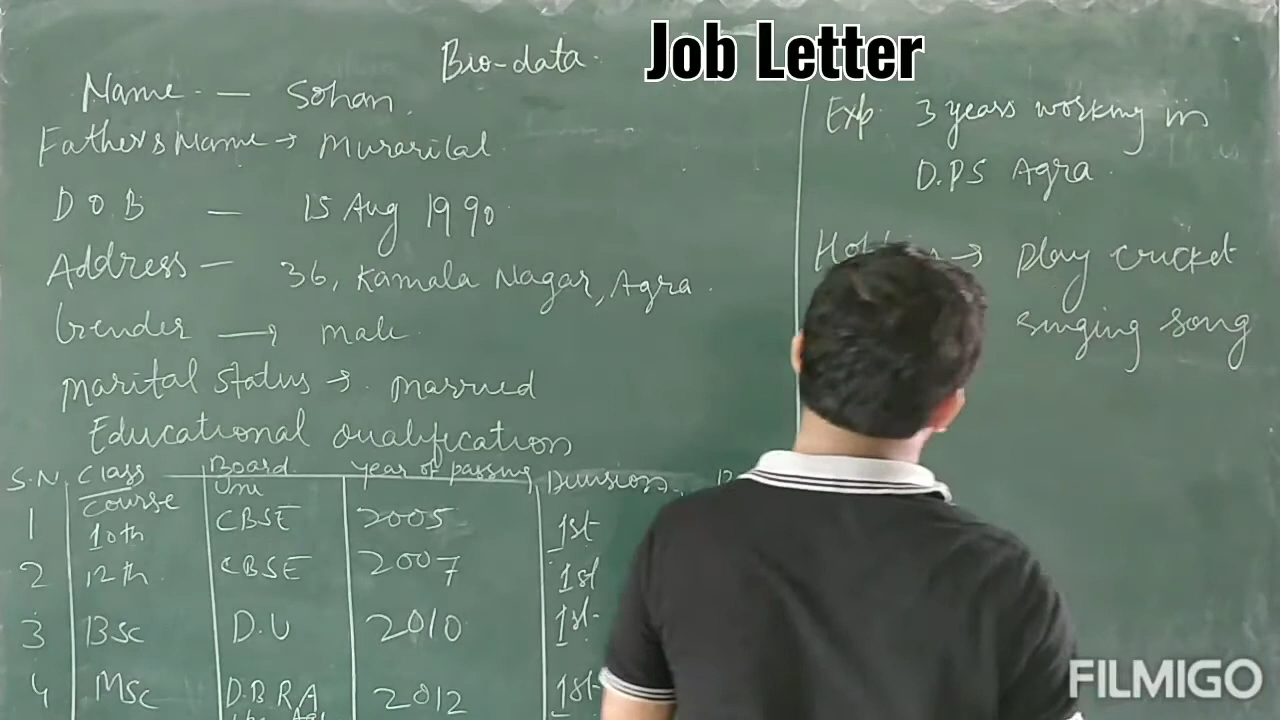 Job Letter
Bio-data.
Name. — Sohan.
Father's Name → Murarilal.
D O B — 15 Aug 1990
Address — 36, Kamala Nagar, Agra.
Gender → male.
Marital Status → Married
Educational Qualification
S.N Class Course Board Uni Year of passing Division
1 10th CBSE 2005 1st
2 12th CBSE 2007 1st
3 BSc D.U 2010 1st
4 MSc D.B.R.A 2012 1st
Exp. 3 years working in
D.P.S Agra.
→ Play cricket
Singing Song
FILMIGO